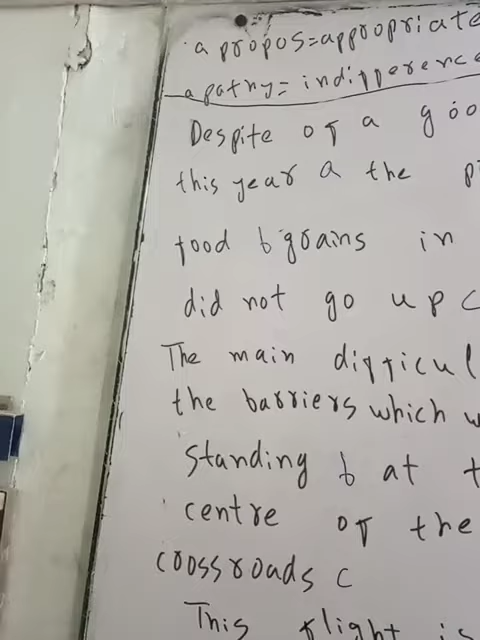 a propos=appropriate
apathy=indifference
Despite of a goo
this year a the p
food b grains in
did not go up c
The main difficul
the barriers which w
standing b at t
centre of the
crossroads c
This flight is